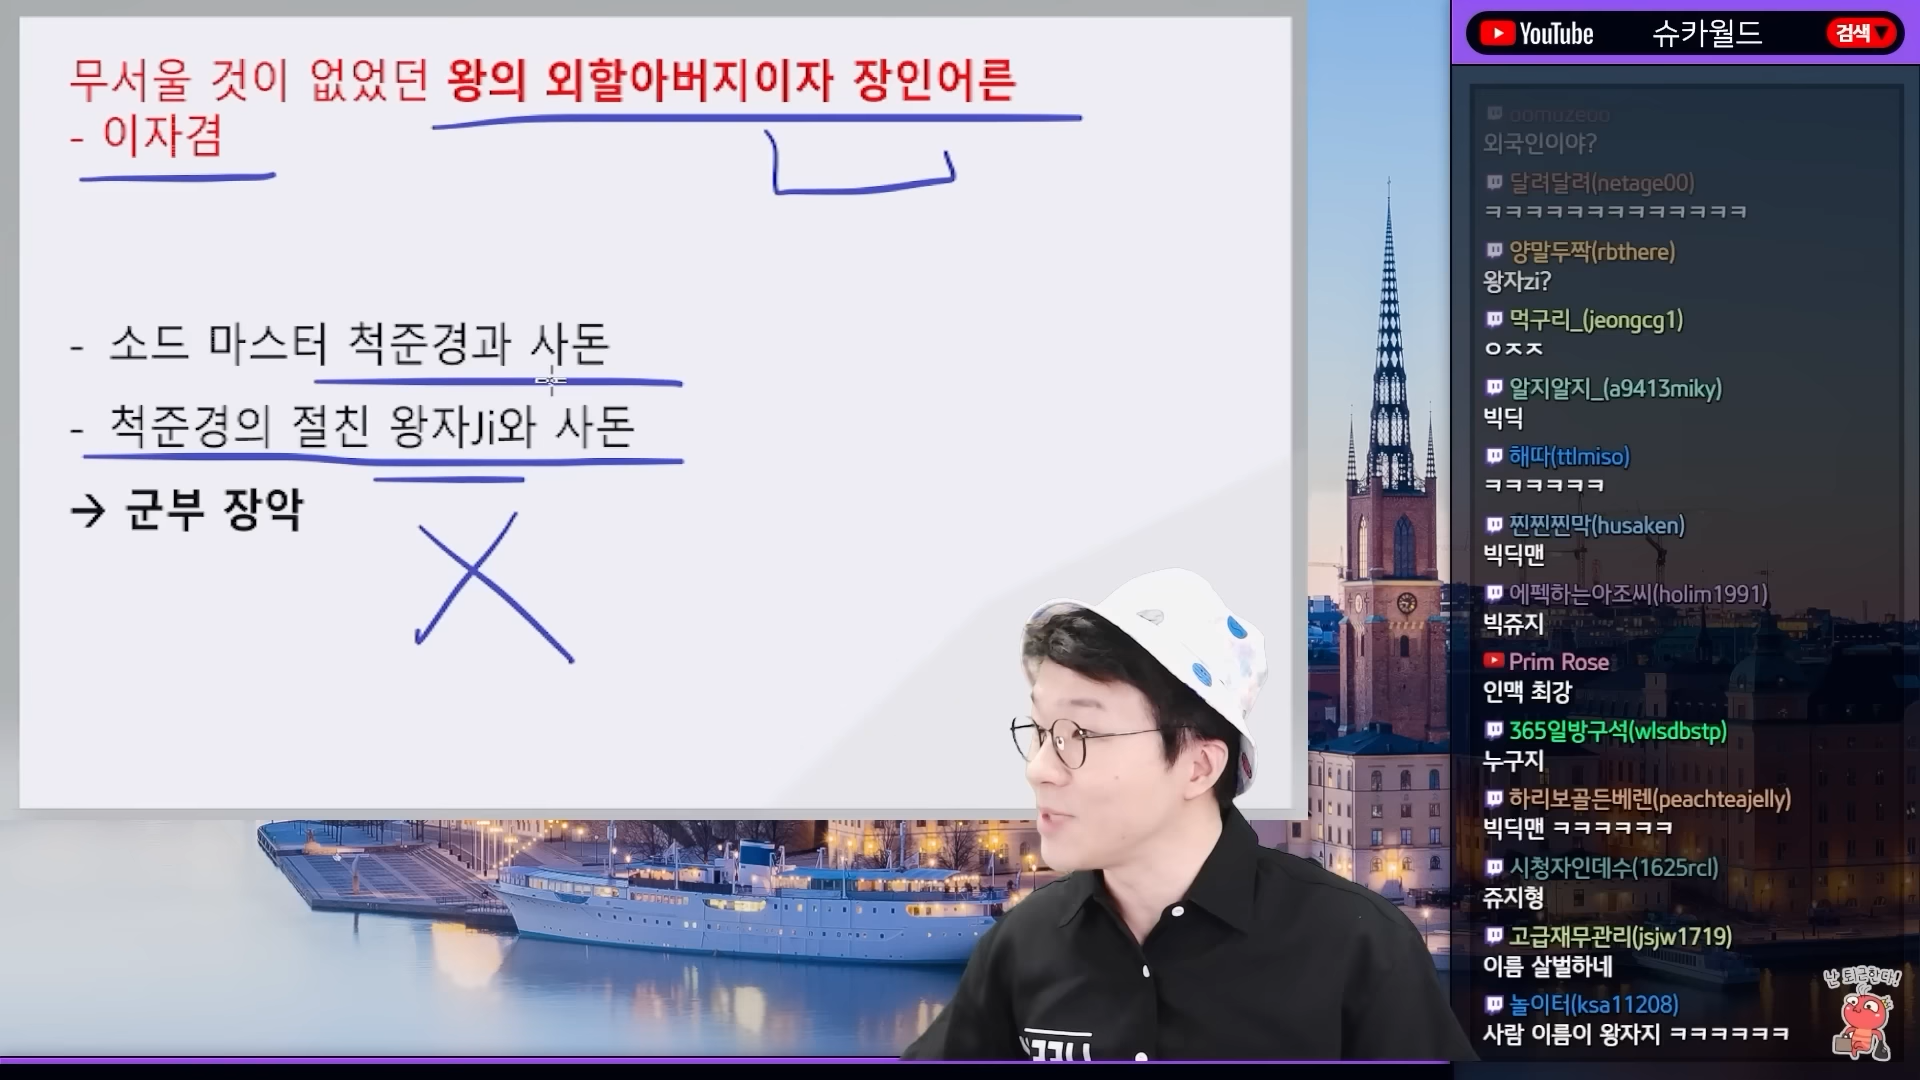 무서울 것이 없었던 왕의 외할아버지이자 장인어른
- 이자겸
- 소드 마스터 척준경과 사돈
- 척준경의 절친 왕자Ji와 사돈
→ 군부 장악
YouTube 슈카월드 검색
oomuzeoo
외국인이야?
달려달려(netage00)
ㅋㅋㅋㅋㅋㅋㅋㅋㅋㅋㅋㅋㅋ
양말두짝(rbthere)
왕자zi?
먹구리_(jeongcg1)
ㅇㅈㅈ
알지알지_(a9413miky)
빅딕
해따(ttlmiso)
ㅋㅋㅋㅋㅋㅋ
찐찐찐막(husaken)
빅딕맨
에펙하는아조씨(holim1991)
빅쥬지
Prim Rose
인맥 최강
365일방구석(wlsdbstp)
누구지
하리보골든베렌(peachteajelly)
빅딕맨 ㅋㅋㅋㅋㅋㅋ
시청자인데수(1625rcl)
쥬지형
고급재무관리(jsjw1719)
이름 살벌하네
놀이터(ksa11208)
사람 이름이 왕자지 ㅋㅋㅋㅋㅋㅋ
난 퇴근한다!